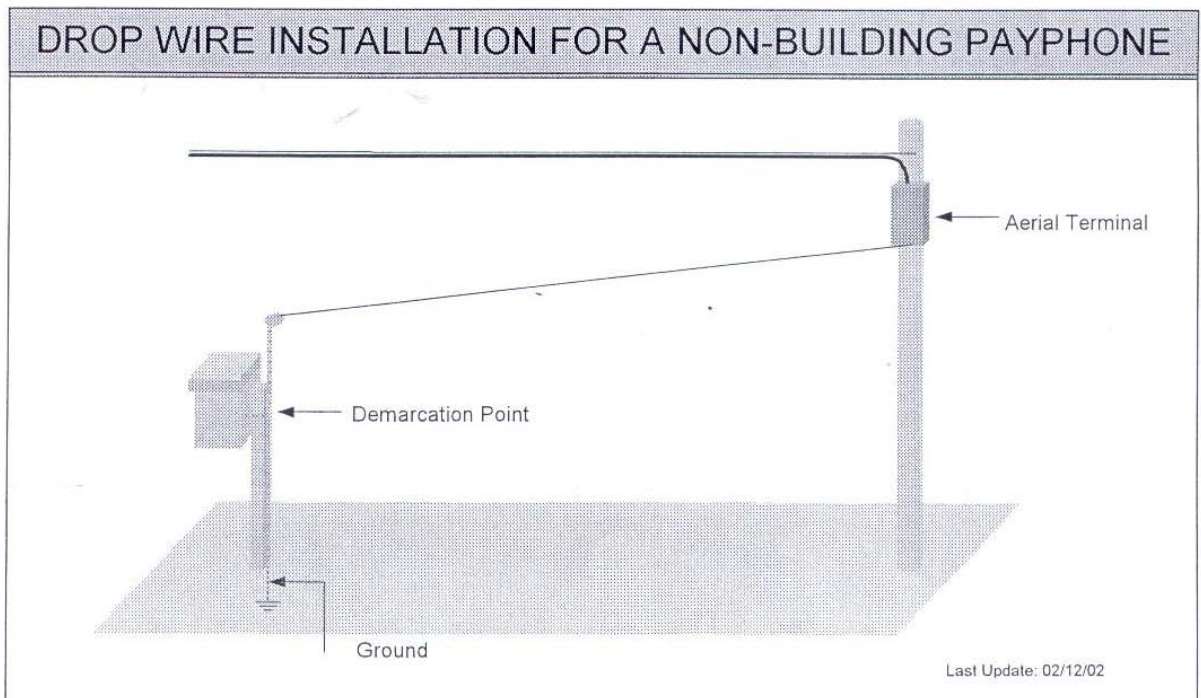 DROP WIRE INSTALLATION FOR A NON-BUILDING PAYPHONE
Aerial Terminal
Demarcation Point
Ground
Last Update: 02/12/02